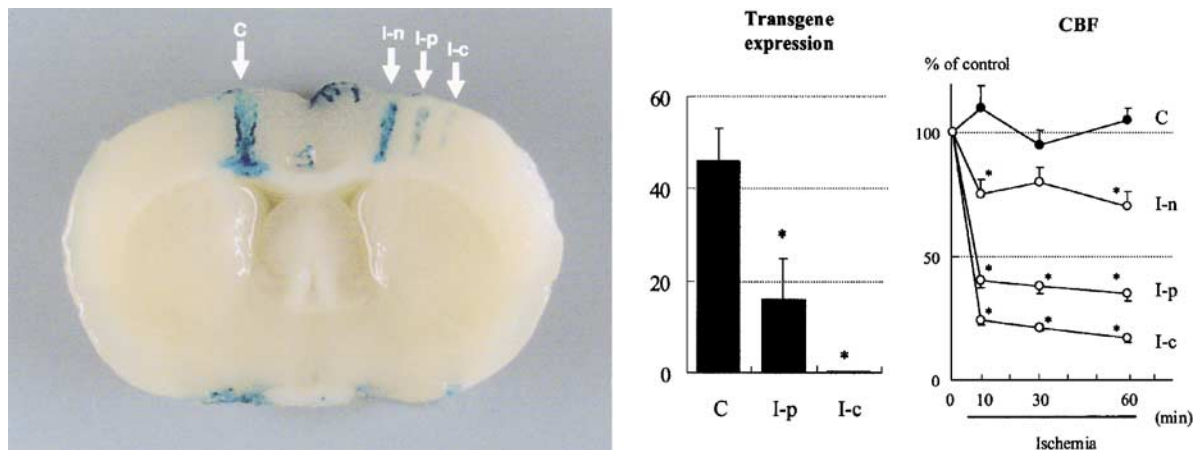 C
I-n
I-p
I-c
Transgene
expression
60
40
20
0
*
*
C
I-p
I-c
CBF
% of control
100
50
0
C
I-n
I-p
I-c
*
*
*
*
*
*
*
*
0
10
30
60
(min)
Ischemia